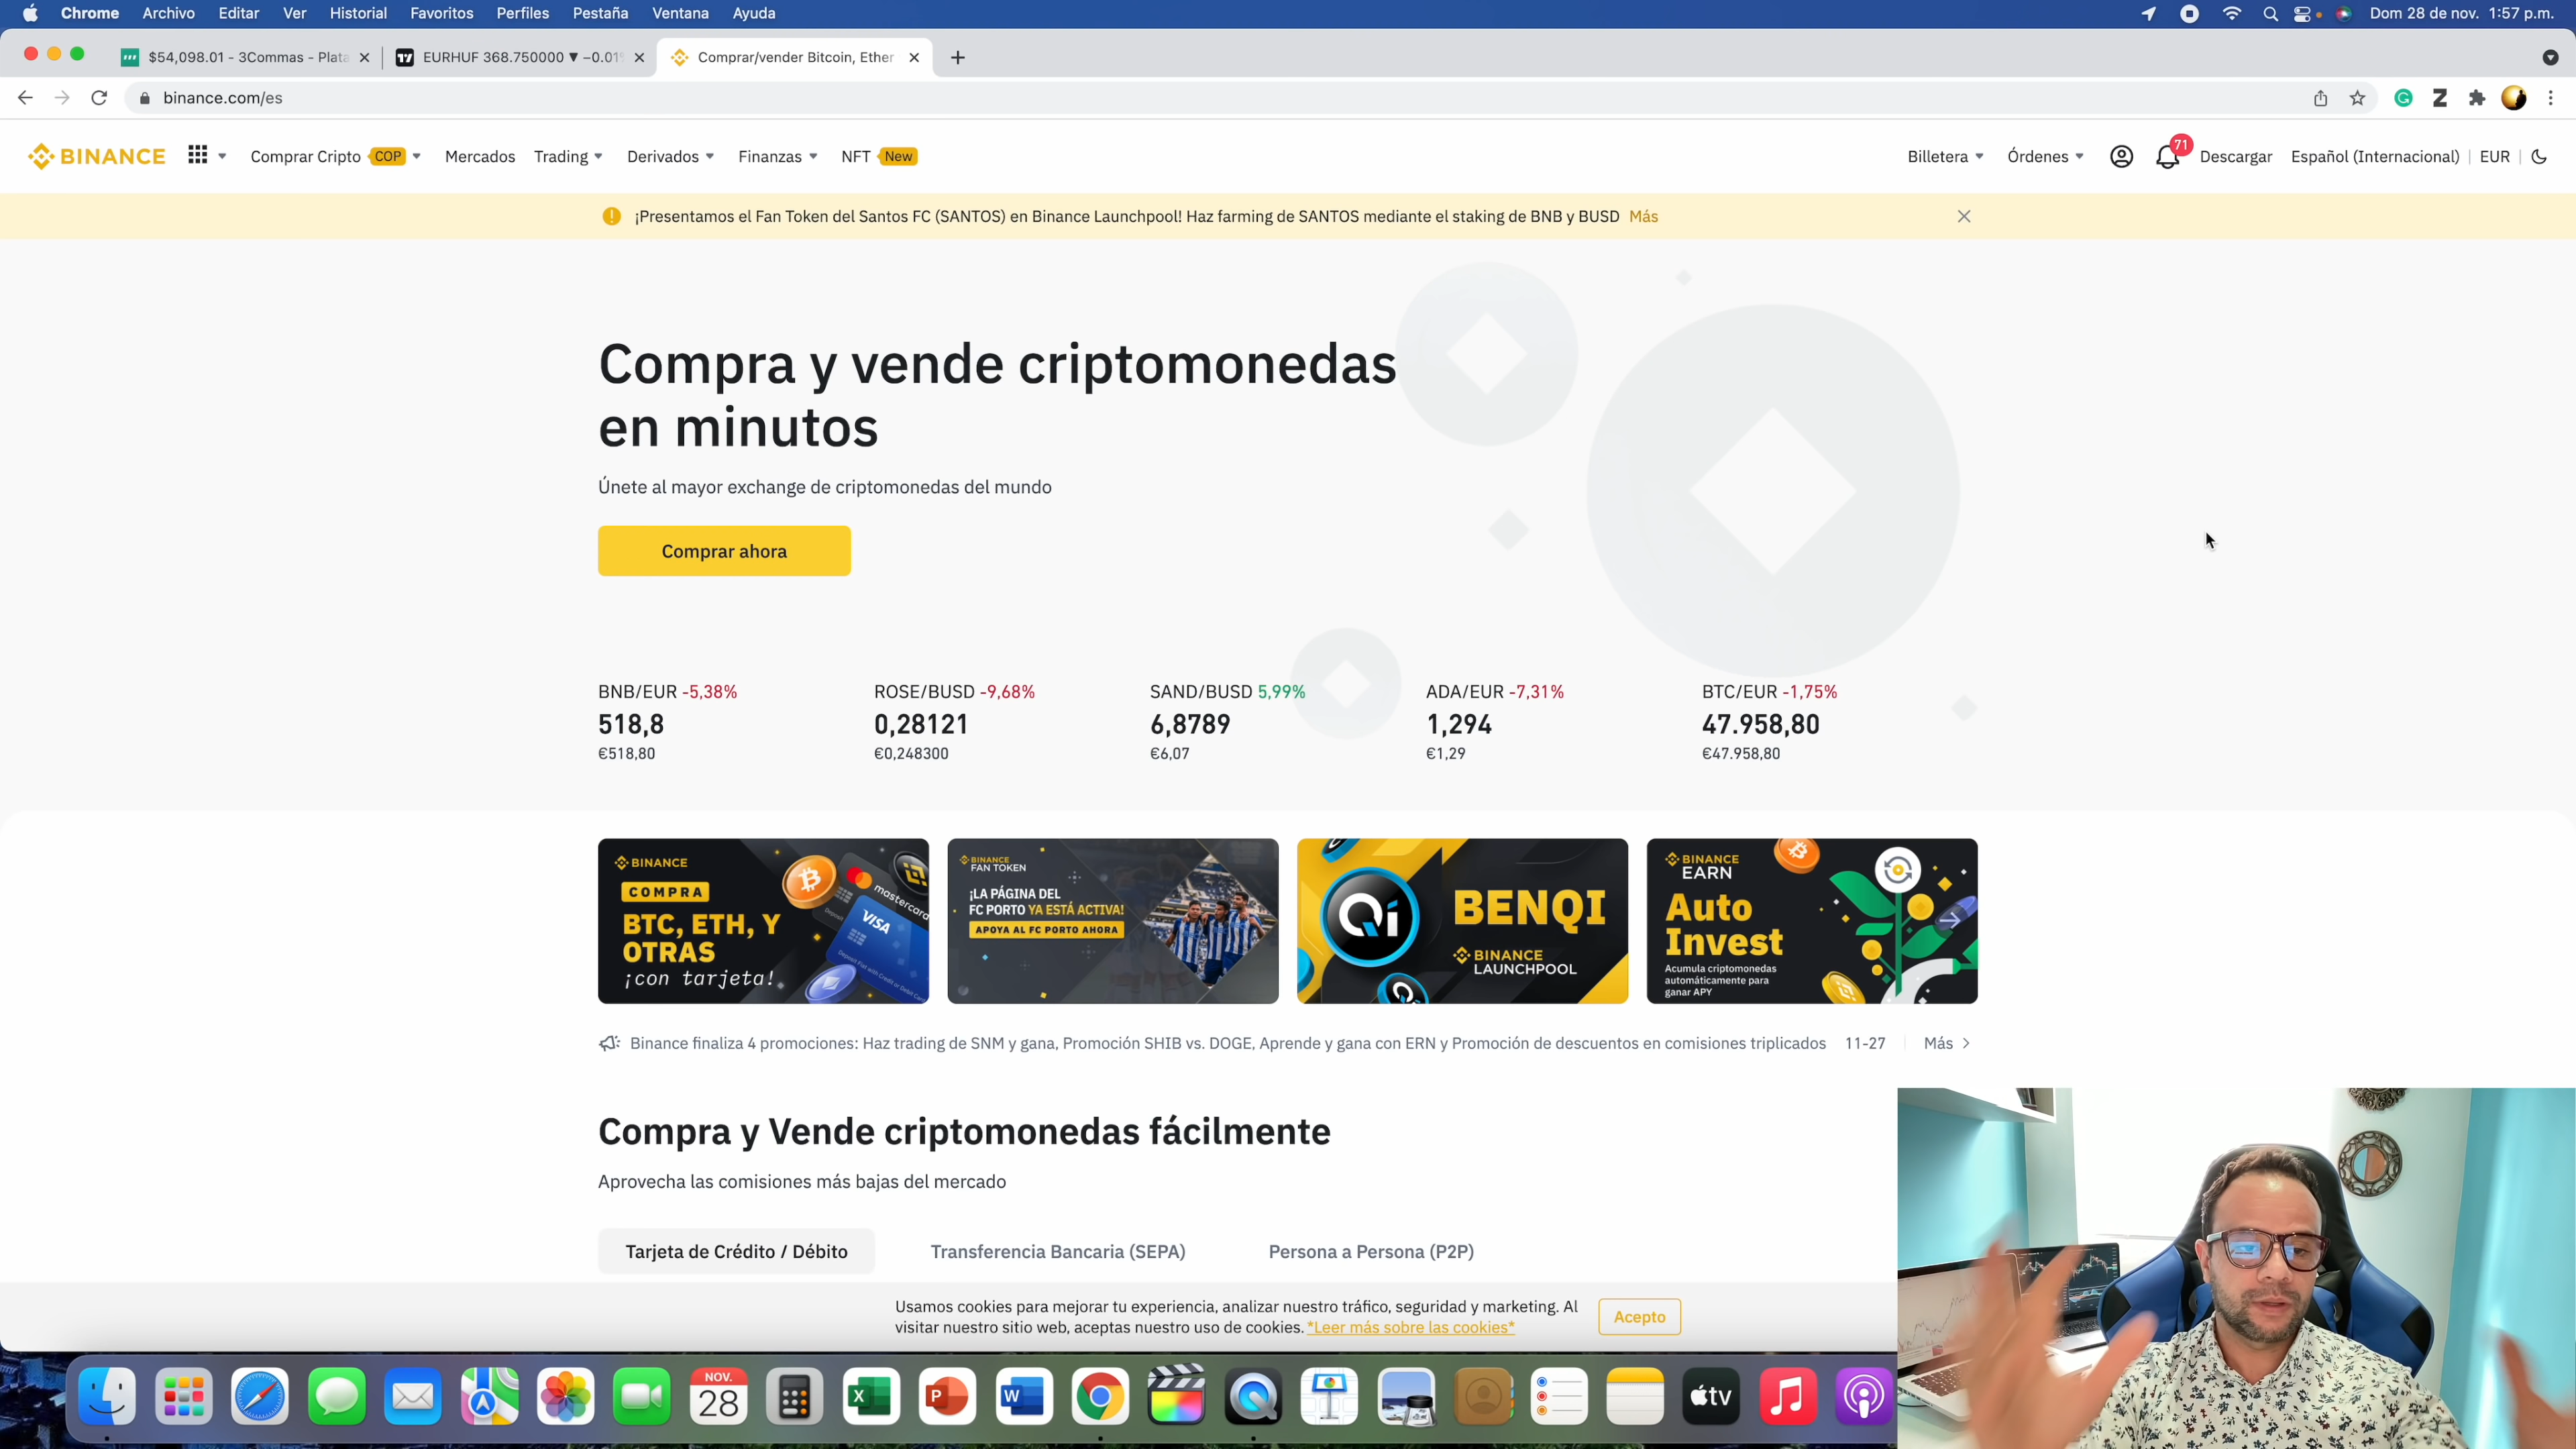 Chrome Archivo Editar Ver Historial Favoritos Perfiles Pestaña Ventana Ayuda Dom 28 de nov. 1:57 p.m.
$54,098.01 - 3Commas - Plata EURHUF 368.750000 ▼ −0.01 Comprar/vender Bitcoin, Ether
binance.com/es
BINANCE Comprar Cripto COP Mercados Trading Derivados Finanzas NFT New Billetera Órdenes 71 Descargar Español (Internacional) EUR
¡Presentamos el Fan Token del Santos FC (SANTOS) en Binance Launchpool! Haz farming de SANTOS mediante el staking de BNB y BUSD Más
Compra y vende criptomonedas
en minutos
Únete al mayor exchange de criptomonedas del mundo
Comprar ahora
BNB/EUR -5,38% ROSE/BUSD -9,68% SAND/BUSD 5,99% ADA/EUR -7,31% BTC/EUR -1,75%
518,8 0,28121 6,8789 1,294 47.958,80
€518,80 €0,248300 €6,07 €1,29 €47.958,80
BINANCE
COMPRA
BTC, ETH, Y
OTRAS
¡con tarjeta!
mastercard
VISA
BINANCE
FAN TOKEN
¡LA PÁGINA DEL
FC PORTO YA ESTÁ ACTIVA!
APOYA AL FC PORTO AHORA
Qi
BENQI
BINANCE
LAUNCHPOOL
BINANCE
EARN
Auto
Invest
Acumula criptomonedas
automáticamente para
ganar APY
Binance finaliza 4 promociones: Haz trading de SNM y gana, Promoción SHIB vs. DOGE, Aprende y gana con ERN y Promoción de descuentos en comisiones triplicados 11-27 Más
Compra y Vende criptomonedas fácilmente
Aprovecha las comisiones más bajas del mercado
Tarjeta de Crédito / Débito Transferencia Bancaria (SEPA) Persona a Persona (P2P)
Usamos cookies para mejorar tu experiencia, analizar nuestro tráfico, seguridad y marketing. Al
visitar nuestro sitio web, aceptas nuestro uso de cookies. *Leer más sobre las cookies*
Acepto
NOV.
28
X
P
W
tv